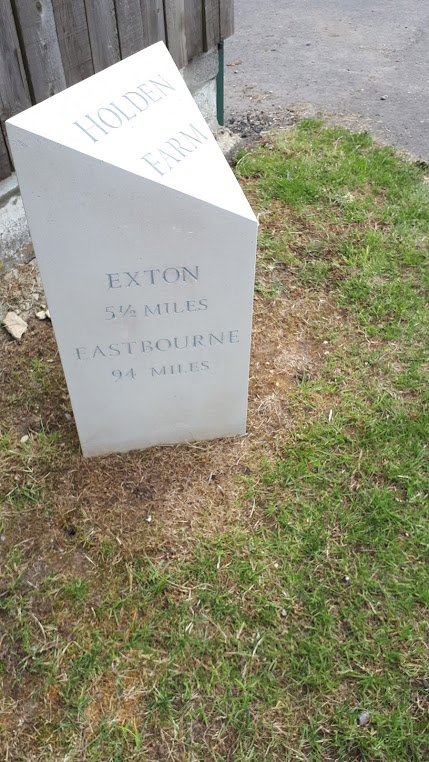 HOLDEN
FARM
EXTON
5½ MILES
EASTBOURNE
94 MILES